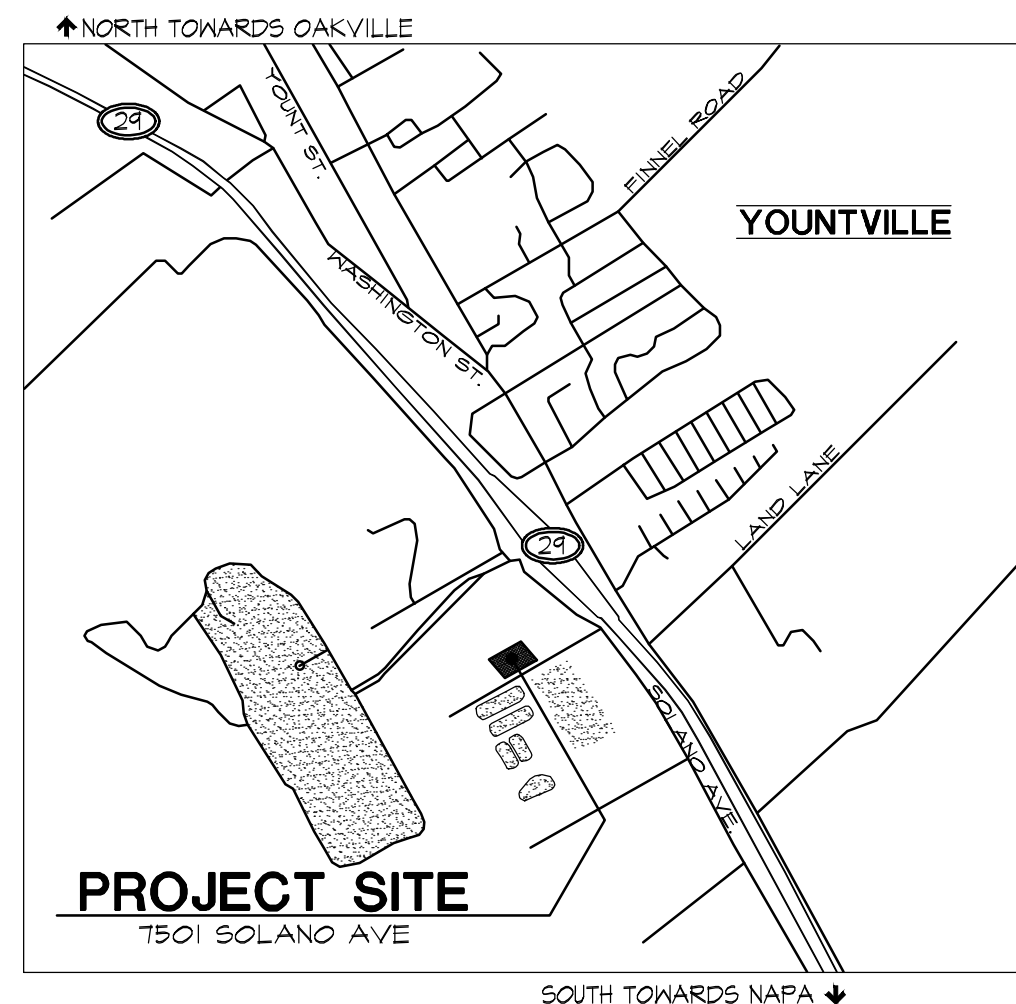 NORTH TOWARDS OAKVILLE
29
YOUNT ST.
FINNEL ROAD
YOUNTVILLE
WASHINGTON ST.
LAND LANE
29
SOLANO AVE.
PROJECT SITE
7501 SOLANO AVE
SOUTH TOWARDS NAPA